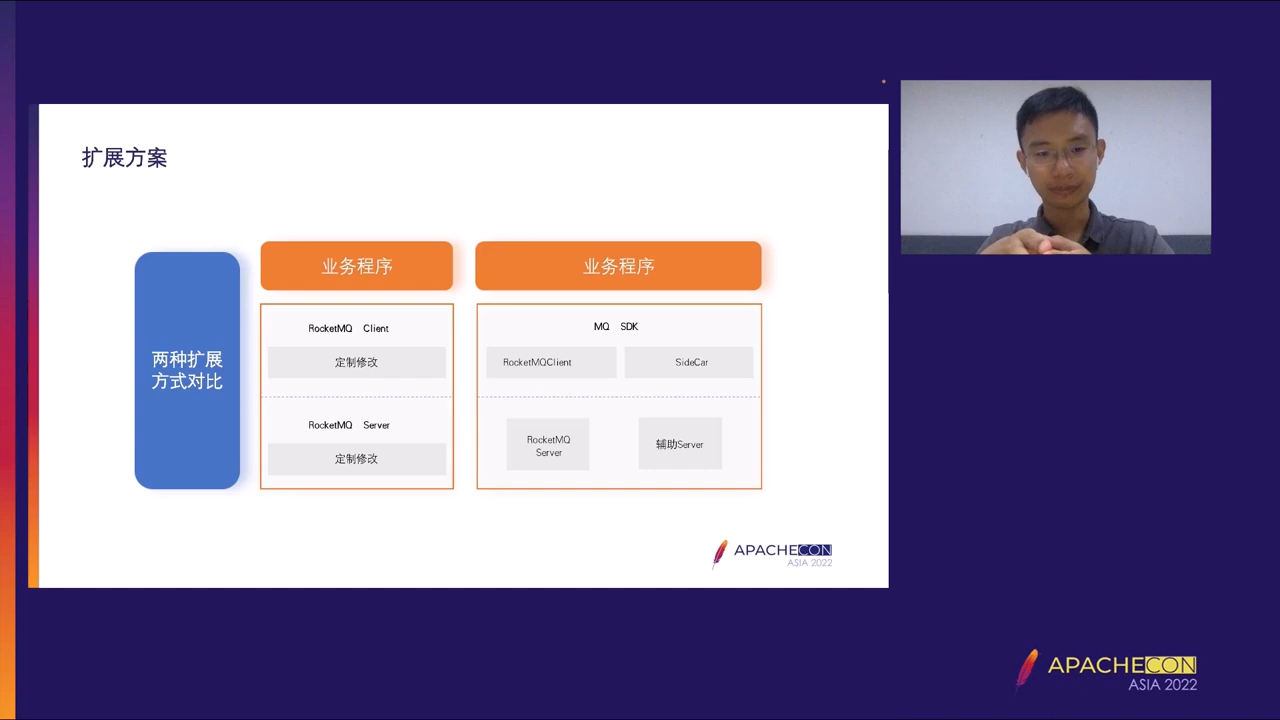 扩展方案
两种扩展
方式对比
业务程序
RocketMQ Client
定制修改
RocketMQ Server
定制修改
业务程序
MQ SDK
RocketMQClient
SideCar
RocketMQ
Server
辅助Server
APACHECON
ASIA 2022
APACHECON
ASIA 2022